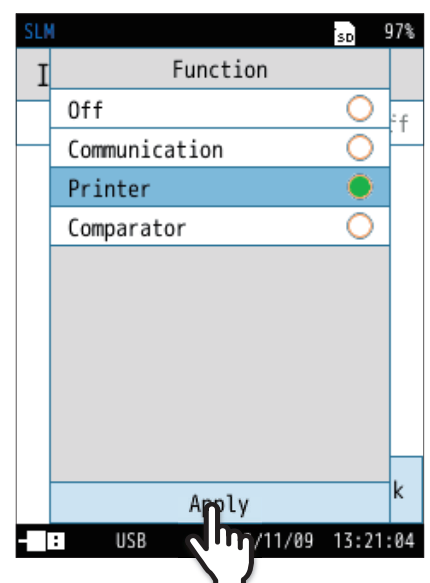 SLM SD 97%
Function
Off
Communication
Printer
Comparator
Apply
USB /11/09 13:21:04